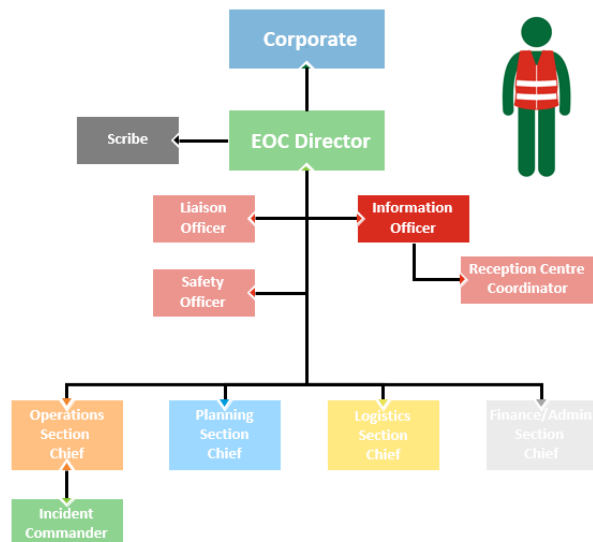 Corporate
Scribe
EOC Director
Liaison
Officer
Information
Officer
Safety
Officer
Reception Centre
Coordinator
Operations
Section
Chief
Planning
Section
Chief
Logistics
Section
Chief
Finance/Admin
Section
Chief
Incident
Commander